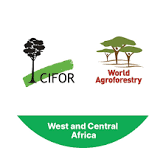 CIFOR
World
Agroforestry
West and Central
Africa